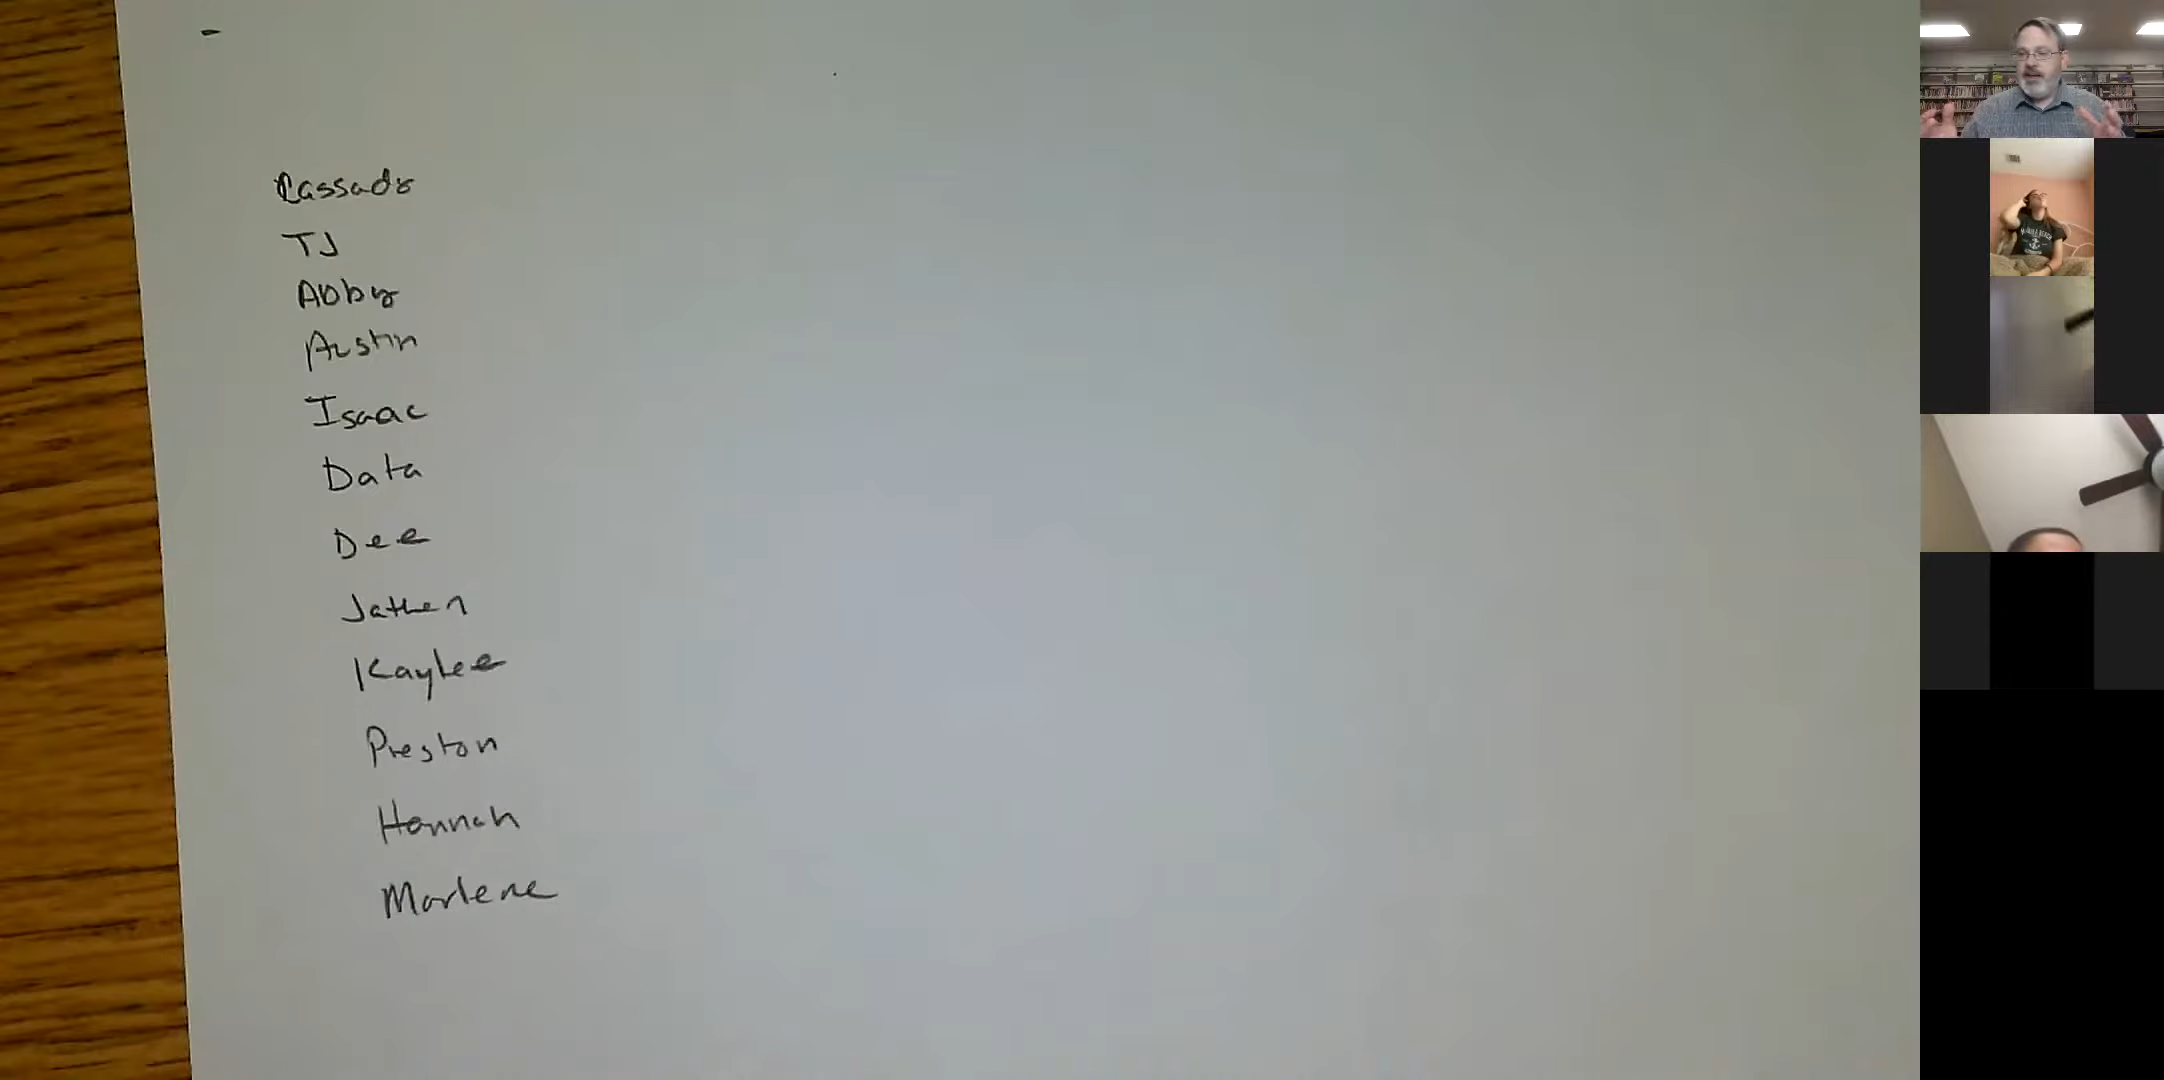 Cassady
TJ
Abby
Austin
Isaac
Data
Dee
Jathen
Kaylee
Preston
Hannah
Marlene